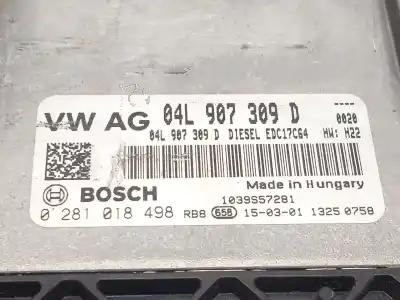 VW AG 04L 907 309 D ----
0020
04L 907 309 D DIESEL EDC17C64 HW: H22
Made in Hungary
BOSCH 1039S57281
0 281 018 498 RB8 658 15-03-01 1325 0758